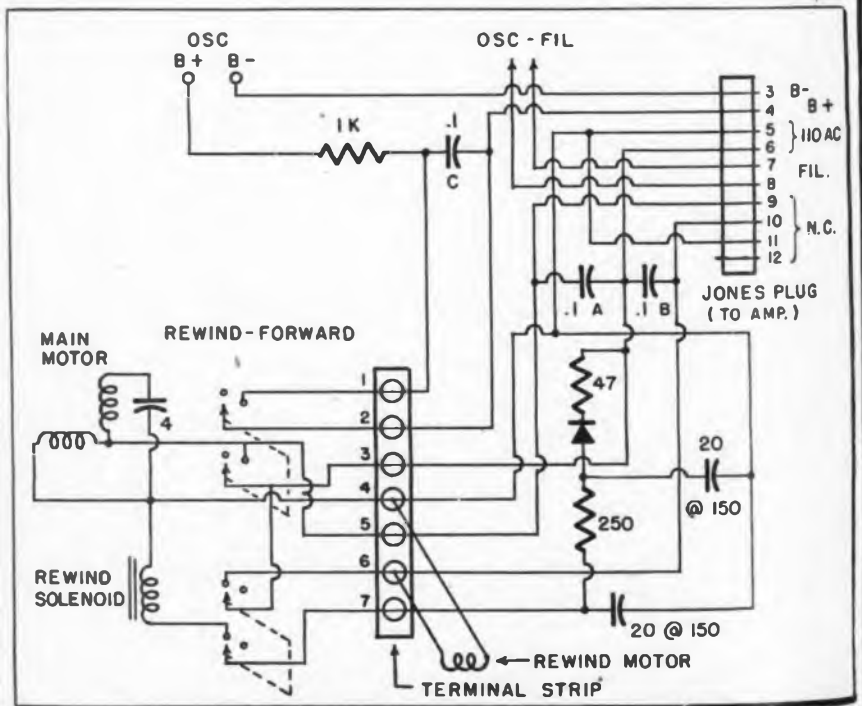 OSC
B+ B-
OSC-FIL
3 B-
4 B+
5
6
110 AC
7 FIL.
8
9
10
11
12
N.C.
JONES PLUG
(TO AMP.)
1K
.1
C
.1 A
.1 B
MAIN
MOTOR
REWIND-FORWARD
4
1
2
3
4
5
6
7
47
20
@ 150
250
REWIND
SOLENOID
20 @ 150
REWIND MOTOR
TERMINAL STRIP